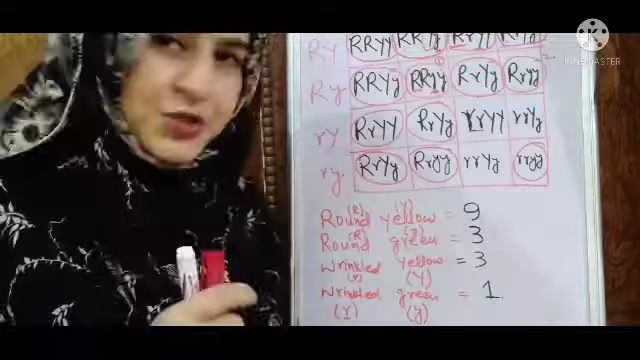 RY RRYY RRYy RrYY RrYy
Ry RRYy RRyy RrYy Rryy
rY RrYY RrYy rrYY rrYy
ry. RrYy Rryy rrYy rryy
(R) (Y)
Round yellow = 9
(R) (y)
Round green = 3
wrinkled yellow = 3
(r) (Y)
wrinkled green = 1
(r) (y)
KINEMASTER